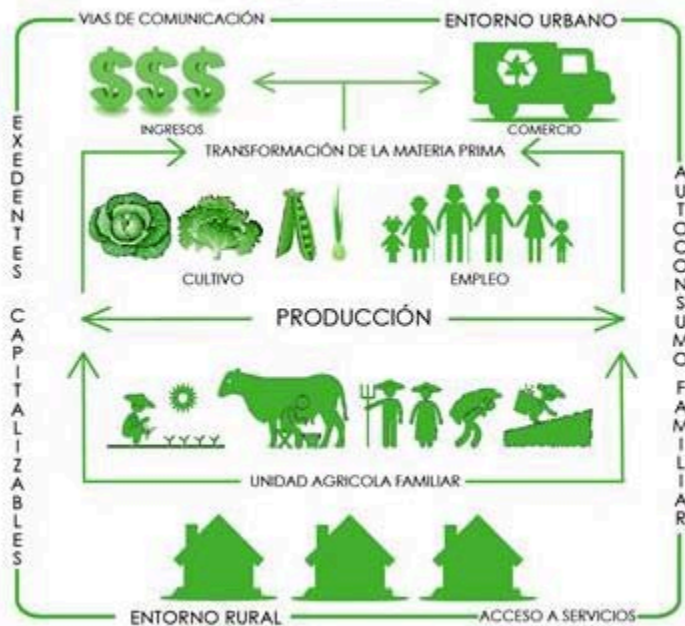 VIAS DE COMUNICACIÓN
ENTORNO URBANO
$$$
INGRESOS
COMERCIO
TRANSFORMACIÓN DE LA MATERIA PRIMA
EXEDENTES CAPITALIZABLES
AUTOCONSUMO FAMILIAR
CULTIVO
EMPLEO
PRODUCCIÓN
UNIDAD AGRICOLA FAMILIAR
ENTORNO RURAL
ACCESO A SERVICIOS